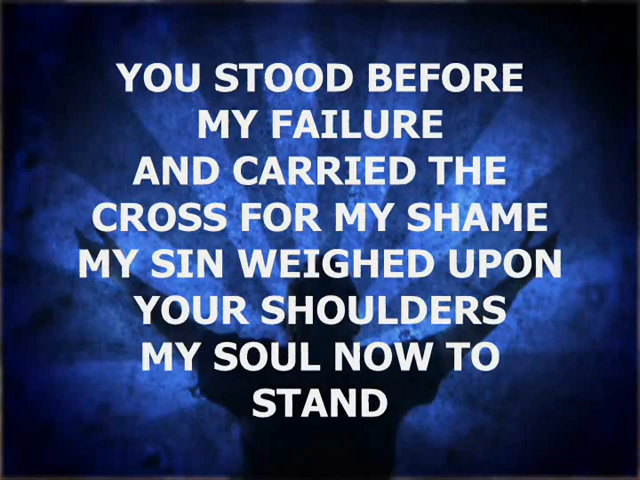 YOU STOOD BEFORE
MY FAILURE
AND CARRIED THE
CROSS FOR MY SHAME
MY SIN WEIGHED UPON
YOUR SHOULDERS
MY SOUL NOW TO
STAND